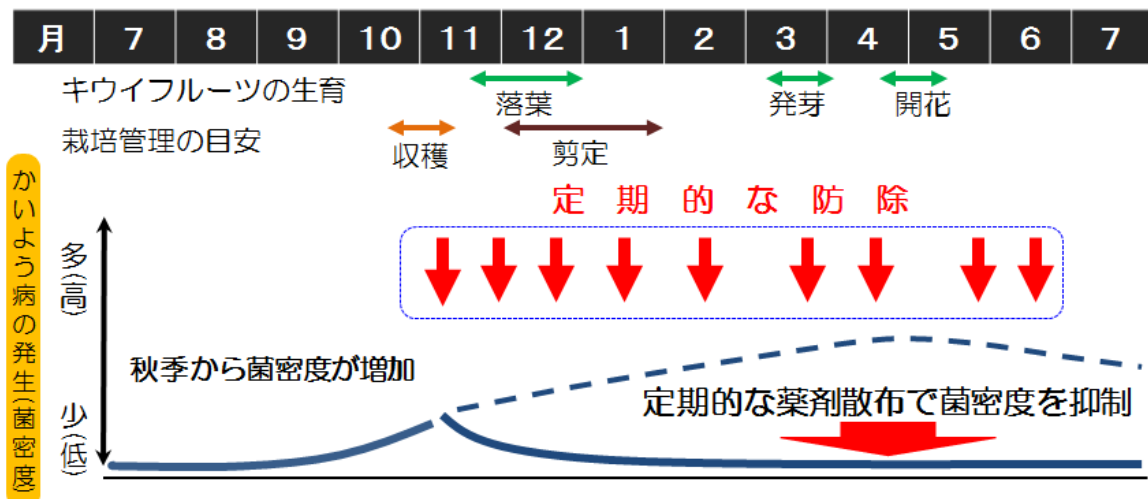 月 7 8 9 10 11 12 1 2 3 4 5 6 7
キウイフルーツの生育
落葉
発芽
開花
栽培管理の目安
収穫
剪定
かいよう病の発生(菌密度)
定期的な防除
多(高)
秋季から菌密度が増加
定期的な薬剤散布で菌密度を抑制
少(低)